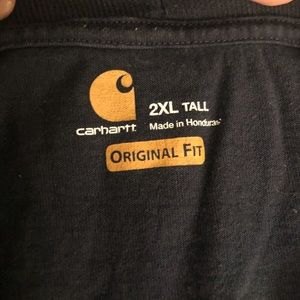 2XL TALL
carhartt
Made in Honduras
ORIGINAL FIT